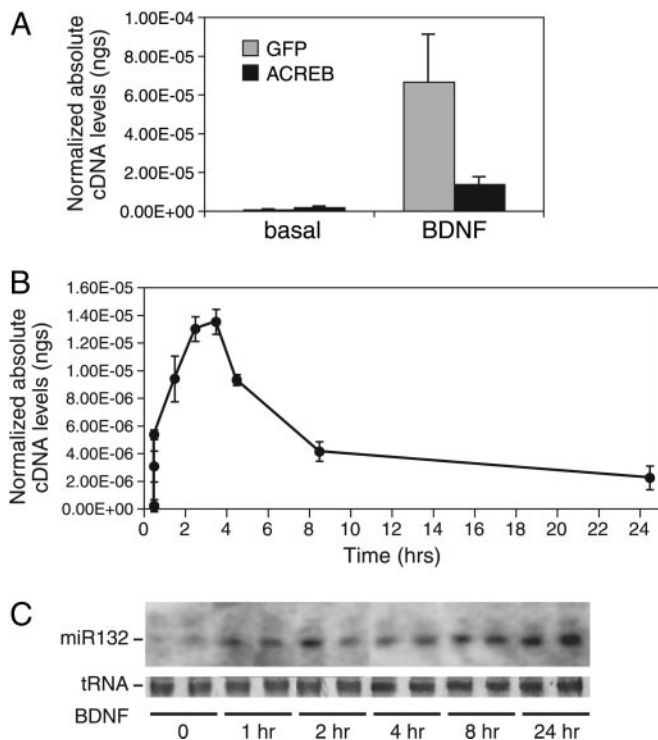 A
Normalized absolute
cDNA levels (ngs)
1.00E-04
8.00E-05
6.00E-05
4.00E-05
2.00E-05
0.00E+00
GFP
ACREB
basal
BDNF
B
Normalized absolute
cDNA levels (ngs)
1.60E-05
1.40E-05
1.20E-05
1.00E-05
8.00E-06
6.00E-06
4.00E-06
2.00E-06
0.00E+00
0 2 4 6 8 10 12 14 16 18 20 22 24
Time (hrs)
C
miR132
tRNA
BDNF
0 1 hr 2 hr 4 hr 8 hr 24 hr